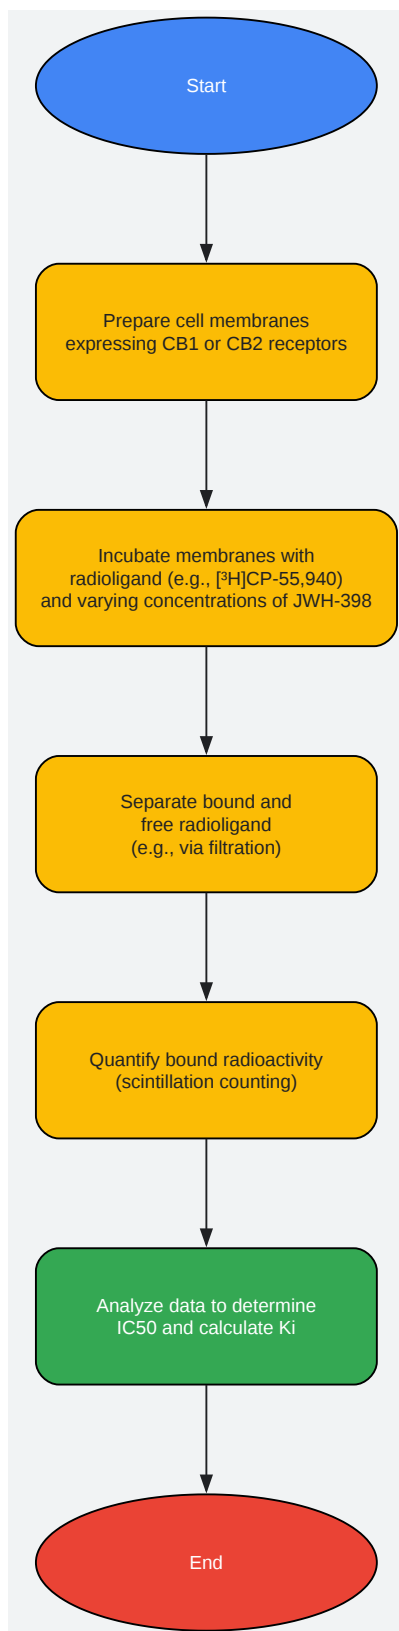 Start
Prepare cell membranes
expressing CB1 or CB2 receptors
Incubate membranes with
radioligand (e.g., [³H]CP-55,940)
and varying concentrations of JWH-398
Separate bound and
free radioligand
(e.g., via filtration)
Quantify bound radioactivity
(scintillation counting)
Analyze data to determine
IC50 and calculate Ki
End